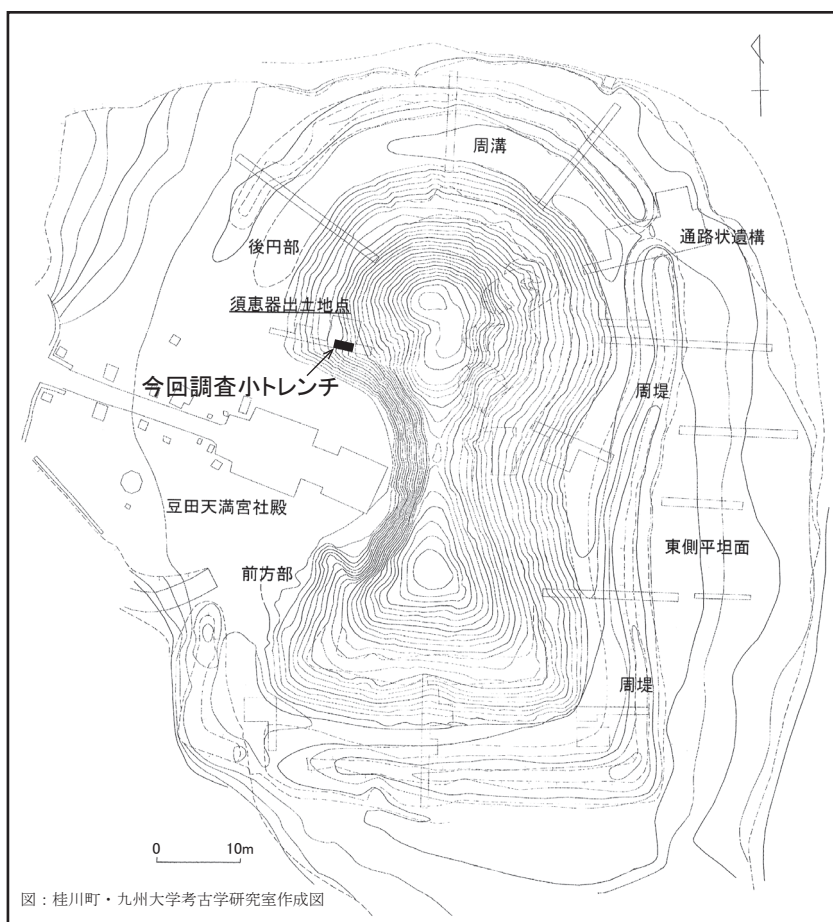 周溝
通路状遺構
後円部
須恵器出土地点
今回調査小トレンチ
周堤
豆田天満宮社殿
東側平坦面
前方部
周堤
0 10m
図：桂川町・九州大学考古学研究室作成図